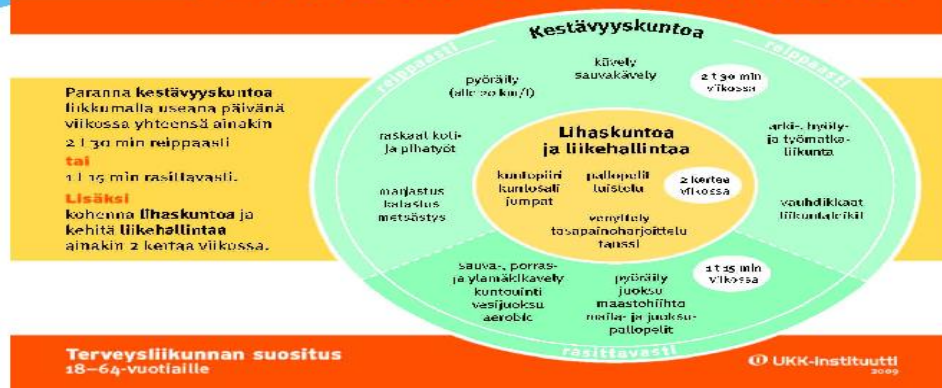 Paranna kestävyyskuntoa
liikkumalla useana päivänä
viikossa yhteensä ainakin
2 t 30 min reippaasti
tai
1 t 15 min rasittavasti.
Lisäksi
kohenna lihaskuntoa ja
kehitä liikehallintaa
ainakin 2 kertaa viikossa.
Kestävyyskuntoa
reippaasti
reippaasti
kävely
sauvakävely
2 t 30 min
viikossa
pyöräily
(alle 20 km/t)
raskaat koti-
ja pihatyöt
marjastus
kalastus
metsästys
arki-, hyöty-
ja työmatka-
liikunta
vauhdikkaat
liikuntaleikit
Lihaskuntoa
ja liikehallintaa
kuntopiiri
kuntosali
jumpat
pallopelit
luistelu
2 kertaa
viikossa
venyttely
tasapainoharjoittelu
tanssi
sauva-, porras-
ja ylämäkikävely
kuntouinti
vesijuoksu
aerobic
pyöräily
juoksu
maastohiihto
maila- ja juoksu-
pallopelit
1 t 15 min
viikossa
rasittavasti
Terveysliikunnan suositus
18–64-vuotiaille
UKK-instituutti
2009